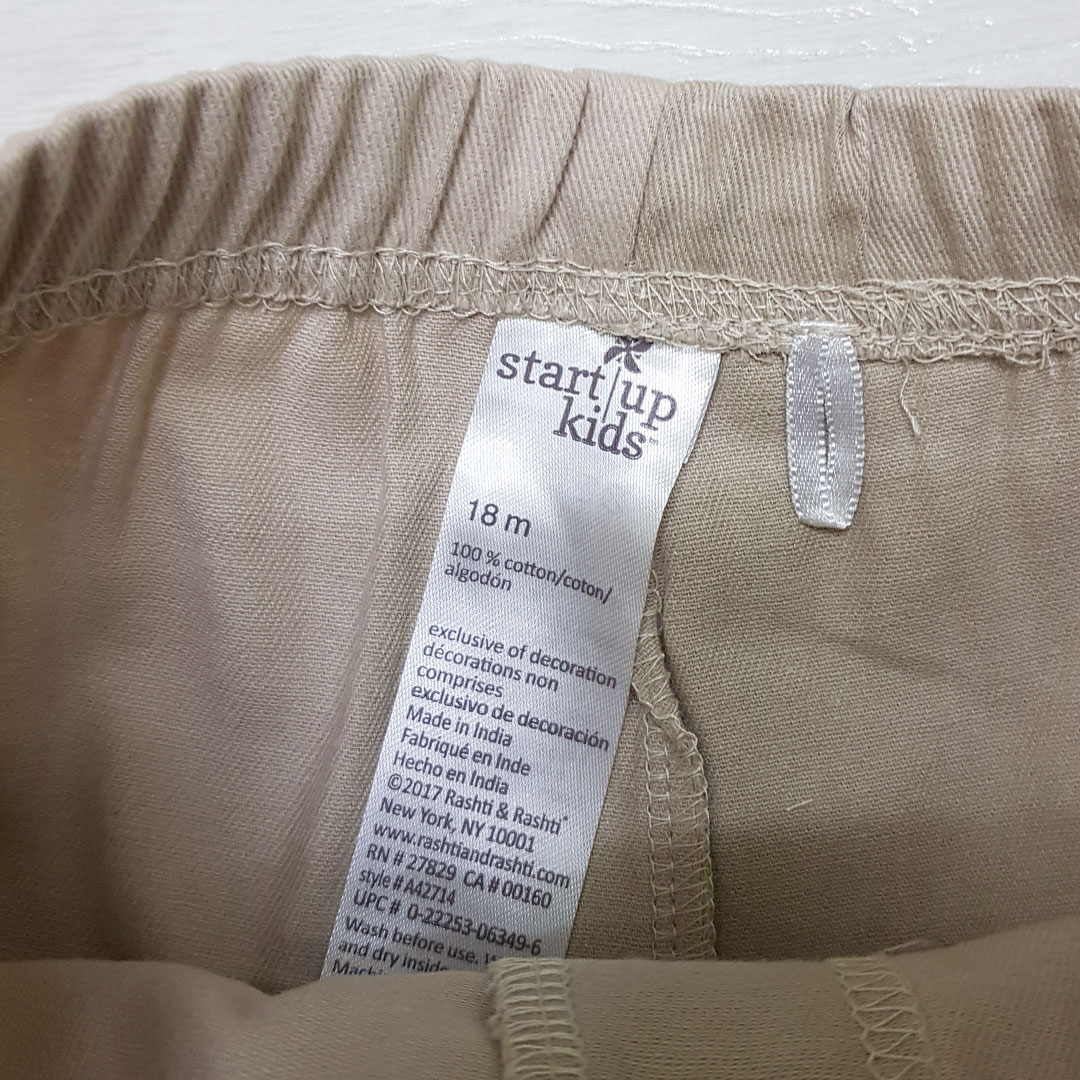 start up
kids™
18 m
100 % cotton/coton/
algodón
exclusive of decoration
décorations non
comprises
exclusivo de decoración
Made in India
Fabriqué en Inde
Hecho en India
©2017 Rashti & Rashti®
New York, NY 10001
www.rashtiandrashti.com
RN # 27829 CA # 00160
style # A42714
UPC # 0-22253-06349-6
Wash before use.
and dry inside